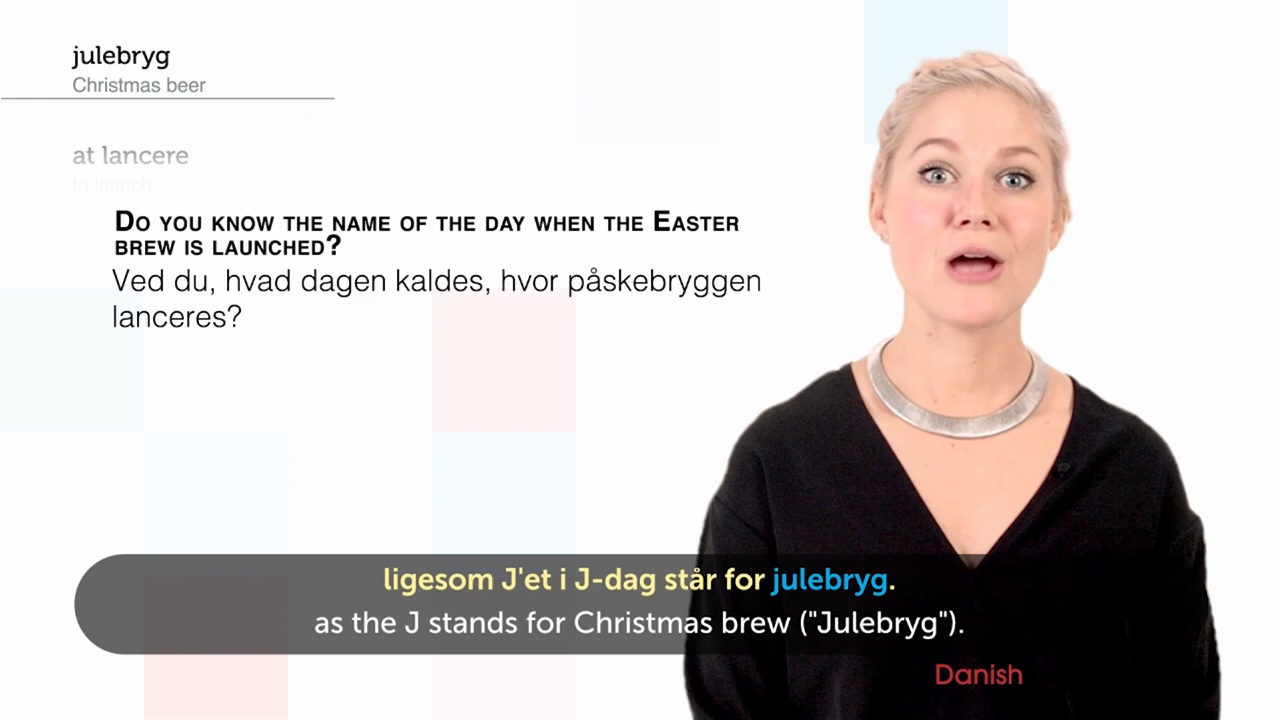 julebryg
Christmas beer
at lancere
to launch
DO YOU KNOW THE NAME OF THE DAY WHEN THE EASTER
BREW IS LAUNCHED?
Ved du, hvad dagen kaldes, hvor påskebryggen
lanceres?
ligesom J'et i J-dag står for julebryg.
as the J stands for Christmas brew ("Julebryg").
Danish